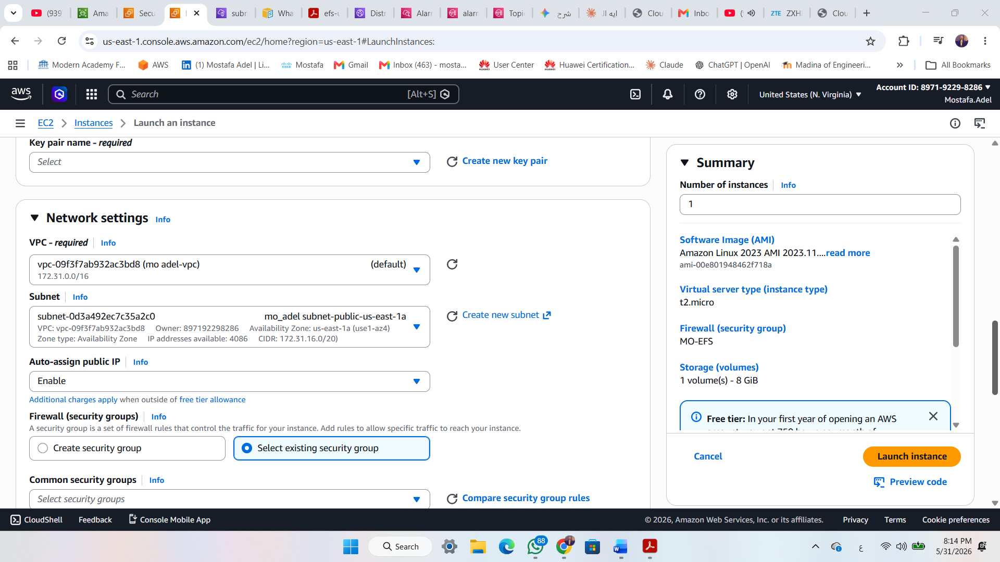 (939
Ama
Secu
subn
Wha
efs-u
Distr
Alarr
alarn
Topi
شرح
ايه ال
Clou
Inbo
ZTE ZXHI
Clou
us-east-1.console.aws.amazon.com/ec2/home?region=us-east-1#LaunchInstances:
Modern Academy F...
AWS
(1) Mostafa Adel | Li...
Mostafa
Gmail
Inbox (463) - mosta...
User Center
Huawei Certification...
Claude
ChatGPT | OpenAI
Madina of Engineeri...
All Bookmarks
aws
Search
[Alt+S]
United States (N. Virginia)
Account ID: 8971-9229-8286
Mostafa.Adel
EC2
Instances
Launch an instance
Key pair name - required
Select
Create new key pair
Network settings Info
VPC - required Info
vpc-09f3f7ab932ac3bd8 (mo adel-vpc) (default)
172.31.0.0/16
Subnet Info
subnet-0d3a492ec7c35a2c0 mo_adel subnet-public-us-east-1a
VPC: vpc-09f3f7ab932ac3bd8 Owner: 897192298286 Availability Zone: us-east-1a (use1-az4)
Zone type: Availability Zone IP addresses available: 4086 CIDR: 172.31.16.0/20)
Create new subnet
Auto-assign public IP Info
Enable
Additional charges apply when outside of free tier allowance
Firewall (security groups) Info
A security group is a set of firewall rules that control the traffic for your instance. Add rules to allow specific traffic to reach your instance.
Create security group
Select existing security group
Common security groups Info
Select security groups
Compare security group rules
Summary
Number of instances Info
1
Software Image (AMI)
Amazon Linux 2023 AMI 2023.11....read more
ami-00e801948462f718a
Virtual server type (instance type)
t2.micro
Firewall (security group)
MO-EFS
Storage (volumes)
1 volume(s) - 8 GiB
Free tier: In your first year of opening an AWS
Cancel
Launch instance
Preview code
CloudShell
Feedback
Console Mobile App
© 2026, Amazon Web Services, Inc. or its affiliates.
Privacy
Terms
Cookie preferences
Search
88
ع
8:14 PM
5/31/2026